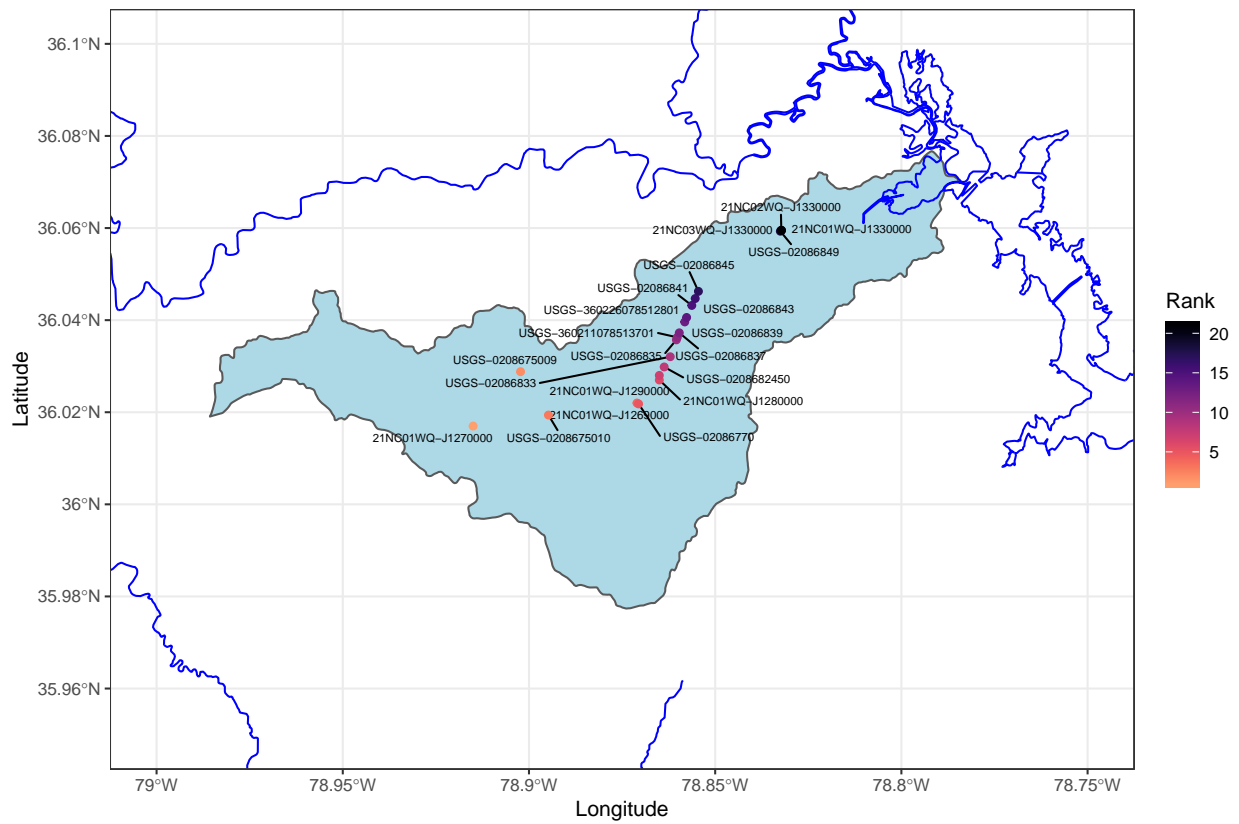 36.1°N
36.08°N
36.06°N
36.04°N
36.02°N
36°N
35.98°N
35.96°N
Latitude
21NC02WQ−J1330000
21NC03WQ−J1330000
21NC01WQ−J1330000
USGS−02086849
USGS−02086845
USGS−02086841
USGS−360226078512801
USGS−02086843
USGS−360211078513701
USGS−02086839
USGS−02086835
USGS−02086837
USGS−0208675009
USGS−02086833
USGS−0208682450
21NC01WQ−J1290000
21NC01WQ−J1280000
21NC01WQ−J1269000
21NC01WQ−J1270000
USGS−0208675010
USGS−02086770
79°W
78.95°W
78.9°W
78.85°W
78.8°W
78.75°W
Longitude
Rank
20
15
10
5